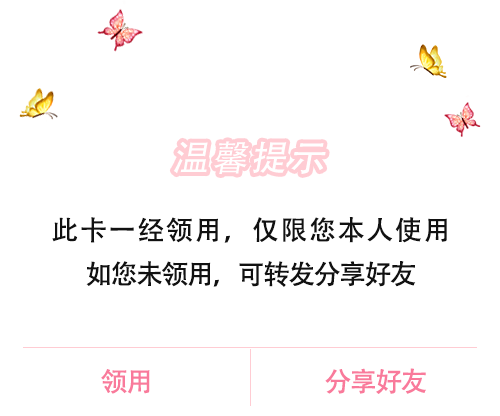 温馨提示
此卡一经领用，仅限您本人使用
如您未领用，可转发分享好友
领用
分享好友